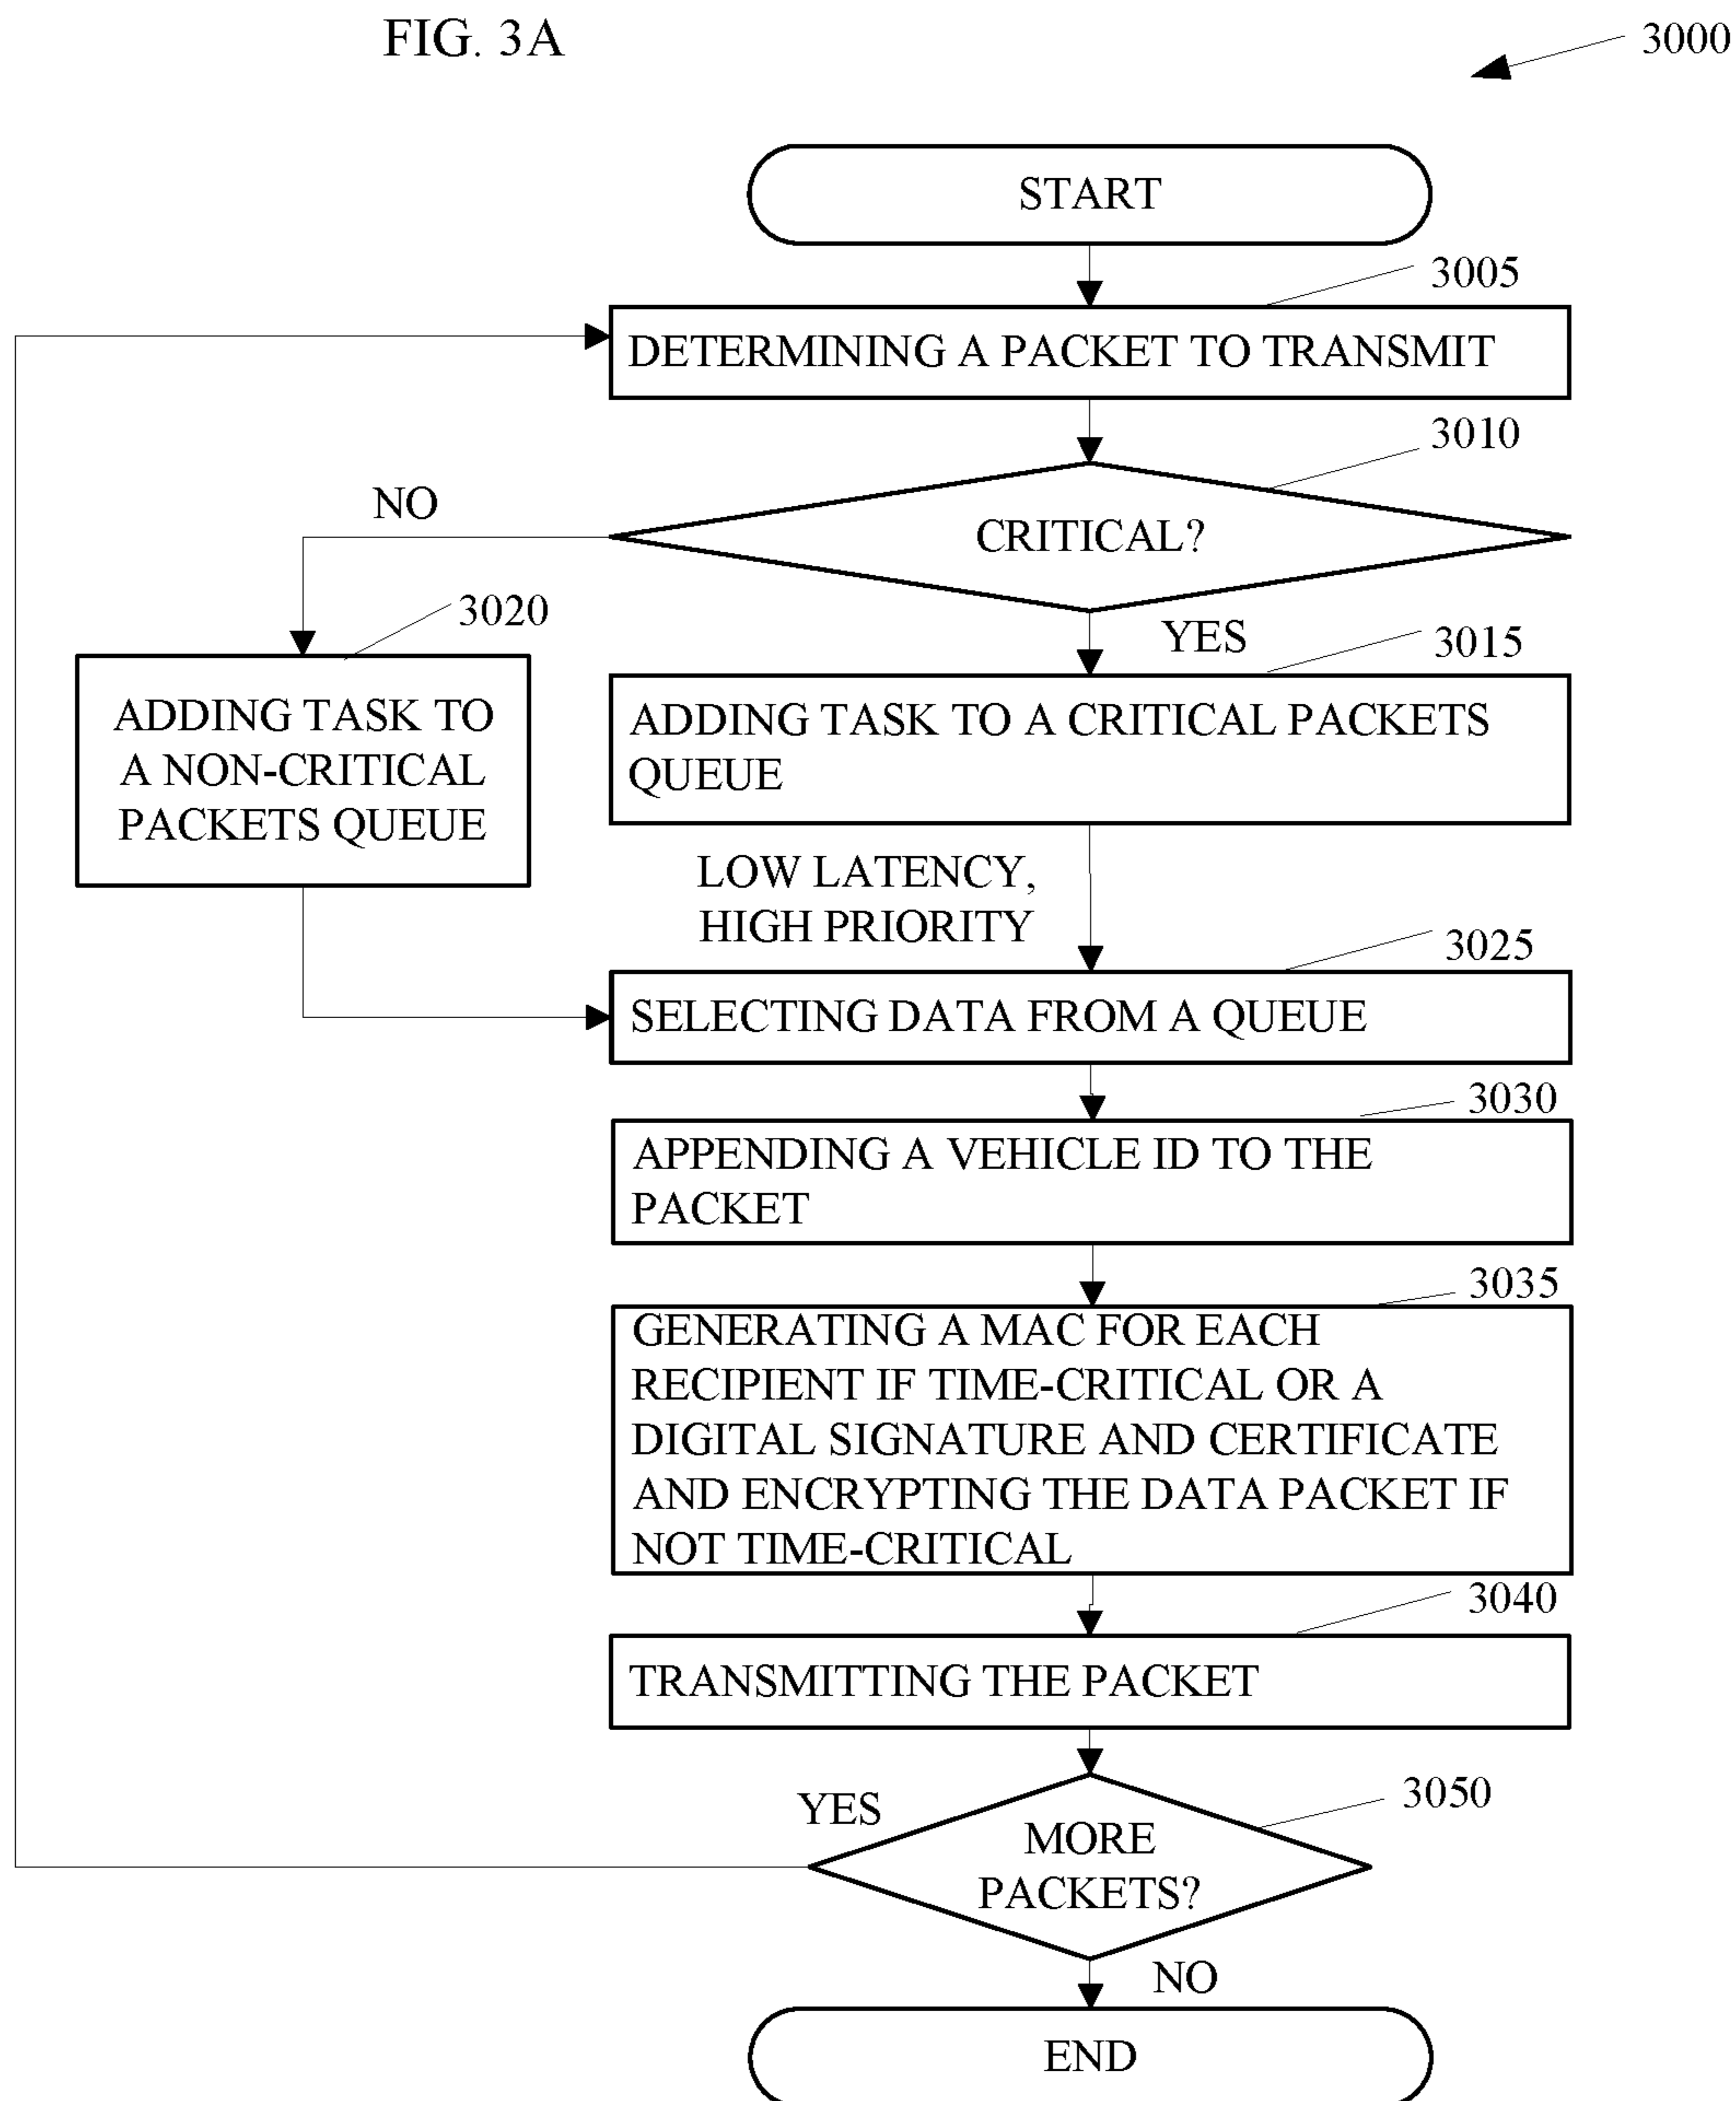 FIG. 3A
3000
START
3005
DETERMINING A PACKET TO TRANSMIT
3010
NO
CRITICAL?
3020
YES
3015
ADDING TASK TO
A NON-CRITICAL
PACKETS QUEUE
ADDING TASK TO A CRITICAL PACKETS
QUEUE
LOW LATENCY,
HIGH PRIORITY
3025
SELECTING DATA FROM A QUEUE
3030
APPENDING A VEHICLE ID TO THE
PACKET
3035
GENERATING A MAC FOR EACH
RECIPIENT IF TIME-CRITICAL OR A
DIGITAL SIGNATURE AND CERTIFICATE
AND ENCRYPTING THE DATA PACKET IF
NOT TIME-CRITICAL
3040
TRANSMITTING THE PACKET
3050
YES
MORE
PACKETS?
NO
END